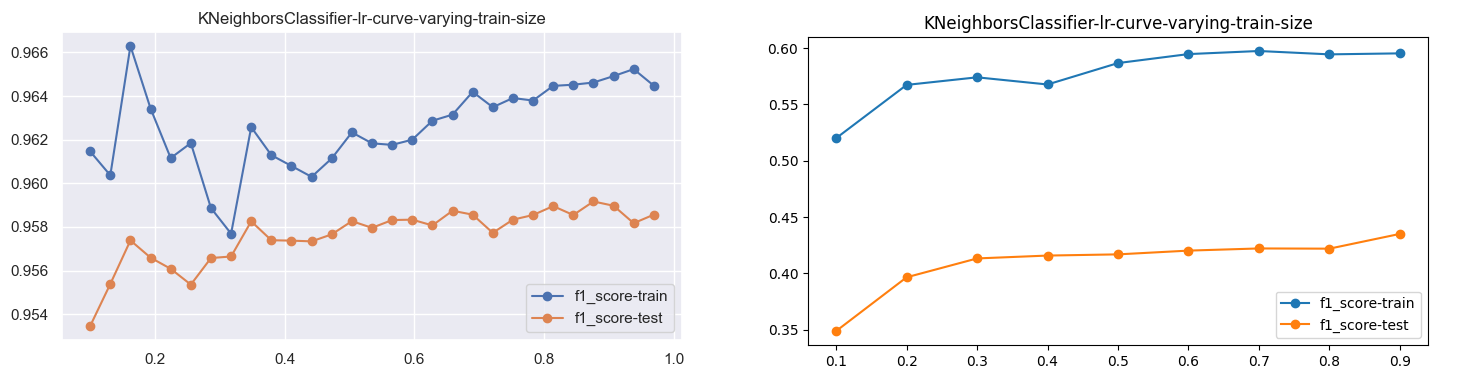 KNeighborsClassifier-lr-curve-varying-train-size
0.966
0.964
0.962
0.960
0.958
0.956
0.954
0.2 0.4 0.6 0.8 1.0
f1_score-train
f1_score-test
KNeighborsClassifier-lr-curve-varying-train-size
0.60
0.55
0.50
0.45
0.40
0.35
0.1 0.2 0.3 0.4 0.5 0.6 0.7 0.8 0.9
f1_score-train
f1_score-test